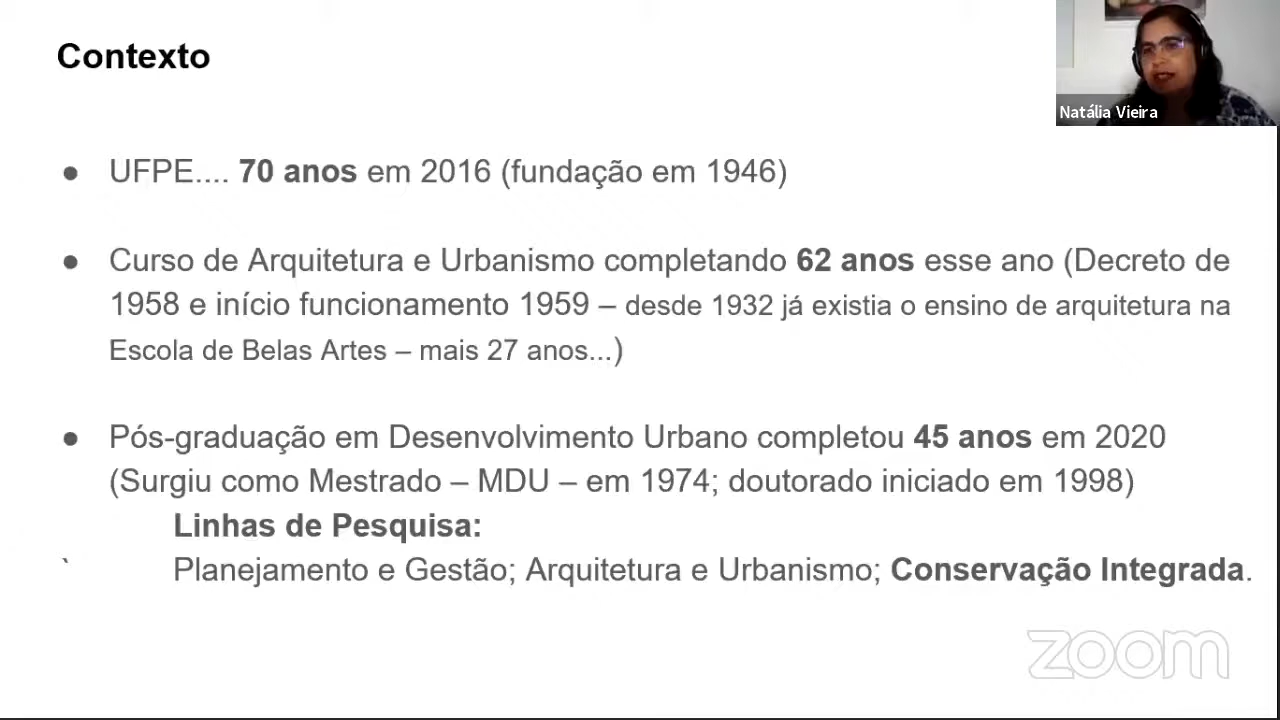 Contexto
Natália Vieira
● UFPE.... 70 anos em 2016 (fundação em 1946)
● Curso de Arquitetura e Urbanismo completando 62 anos esse ano (Decreto de
1958 e início funcionamento 1959 – desde 1932 já existia o ensino de arquitetura na
Escola de Belas Artes – mais 27 anos...)
● Pós-graduação em Desenvolvimento Urbano completou 45 anos em 2020
(Surgiu como Mestrado – MDU – em 1974; doutorado iniciado em 1998)
Linhas de Pesquisa:
` Planejamento e Gestão; Arquitetura e Urbanismo; Conservação Integrada.
zoom